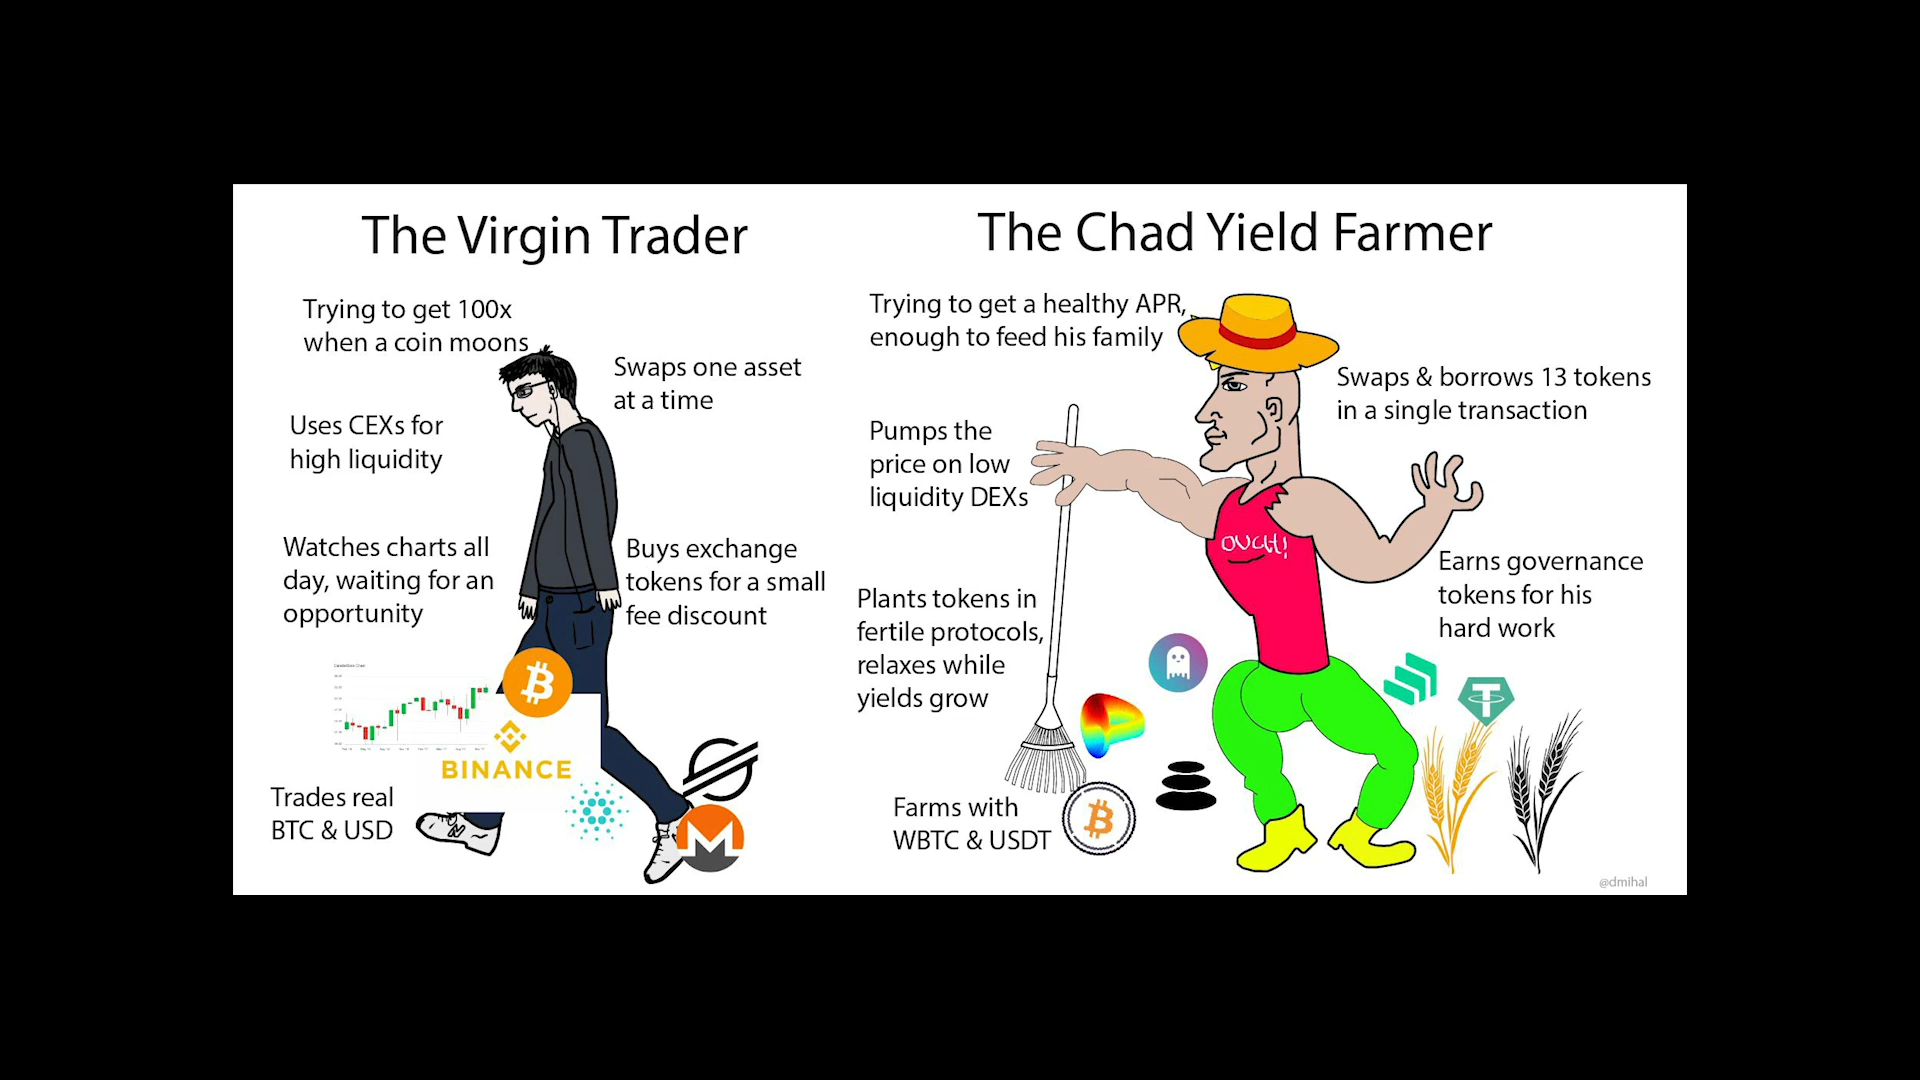 The Virgin Trader
Trying to get 100x
when a coin moons
Swaps one asset
at a time
Uses CEXs for
high liquidity
Watches charts all
day, waiting for an
opportunity
Buys exchange
tokens for a small
fee discount
BINANCE
Trades real
BTC & USD
The Chad Yield Farmer
Trying to get a healthy APR,
enough to feed his family
Swaps & borrows 13 tokens
in a single transaction
Pumps the
price on low
liquidity DEXs
OUCH!
Earns governance
tokens for his
hard work
Plants tokens in
fertile protocols,
relaxes while
yields grow
Farms with
WBTC & USDT
@dmihal